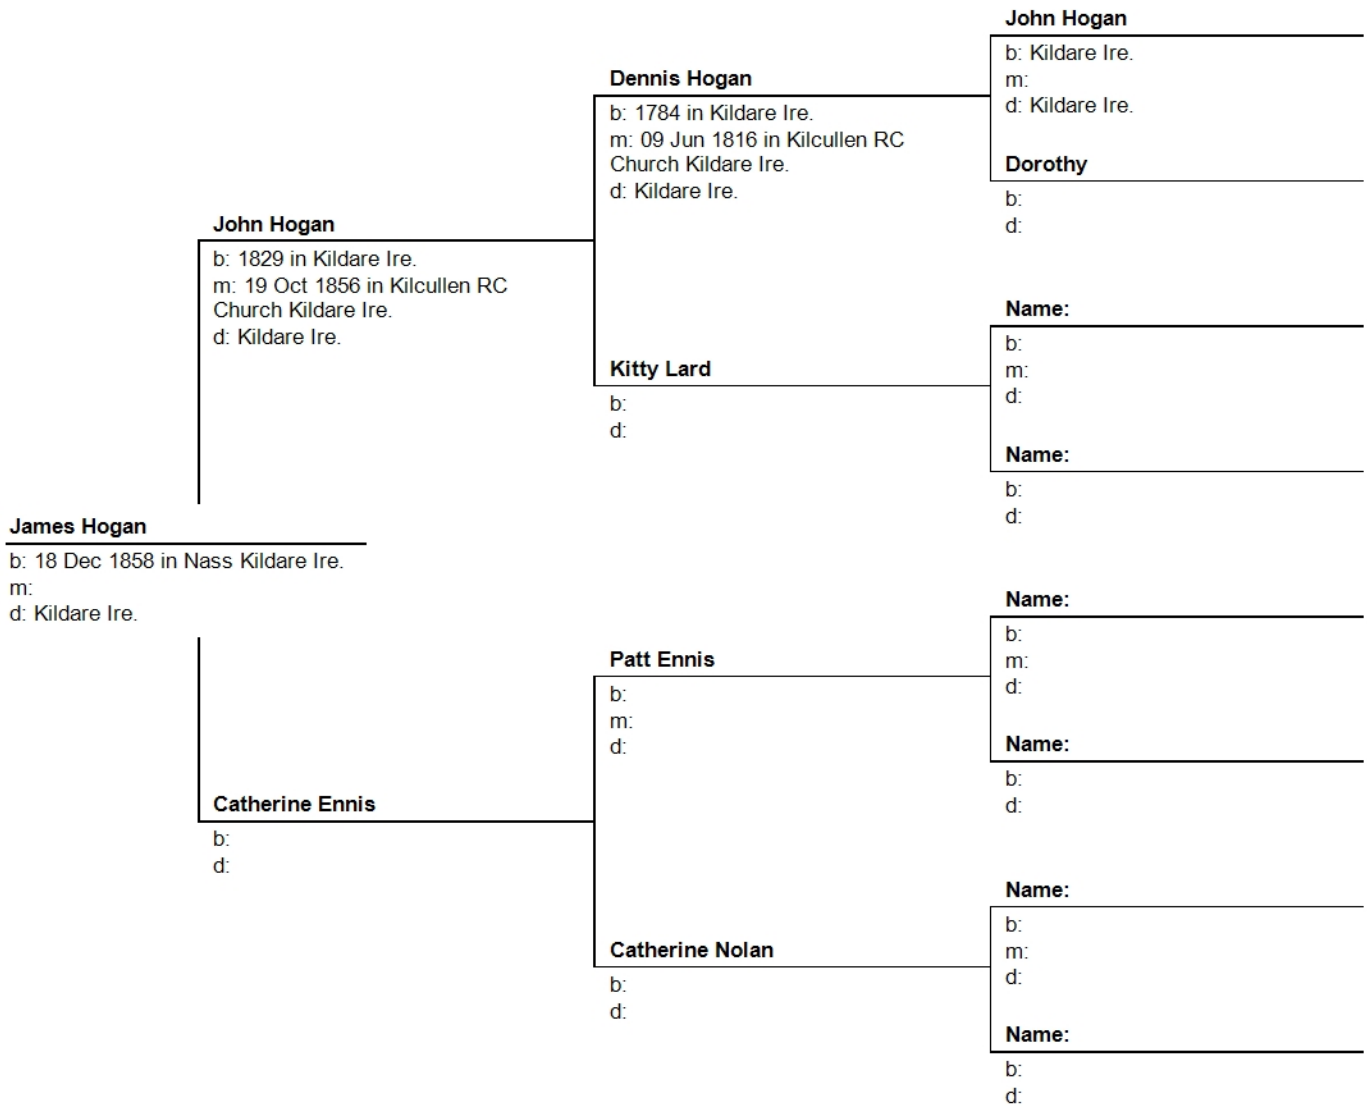 John Hogan
b: Kildare Ire.
m:
d: Kildare Ire.
Dennis Hogan
b: 1784 in Kildare Ire.
m: 09 Jun 1816 in Kilcullen RC
Church Kildare Ire.
d: Kildare Ire.
Dorothy
b:
d:
John Hogan
b: 1829 in Kildare Ire.
m: 19 Oct 1856 in Kilcullen RC
Church Kildare Ire.
d: Kildare Ire.
Name:
b:
m:
d:
Kitty Lard
b:
d:
Name:
b:
d:
James Hogan
b: 18 Dec 1858 in Nass Kildare Ire.
m:
d: Kildare Ire.
Name:
b:
m:
d:
Patt Ennis
b:
m:
d:
Name:
b:
d:
Catherine Ennis
b:
d:
Name:
b:
m:
d:
Catherine Nolan
b:
d:
Name:
b:
d: